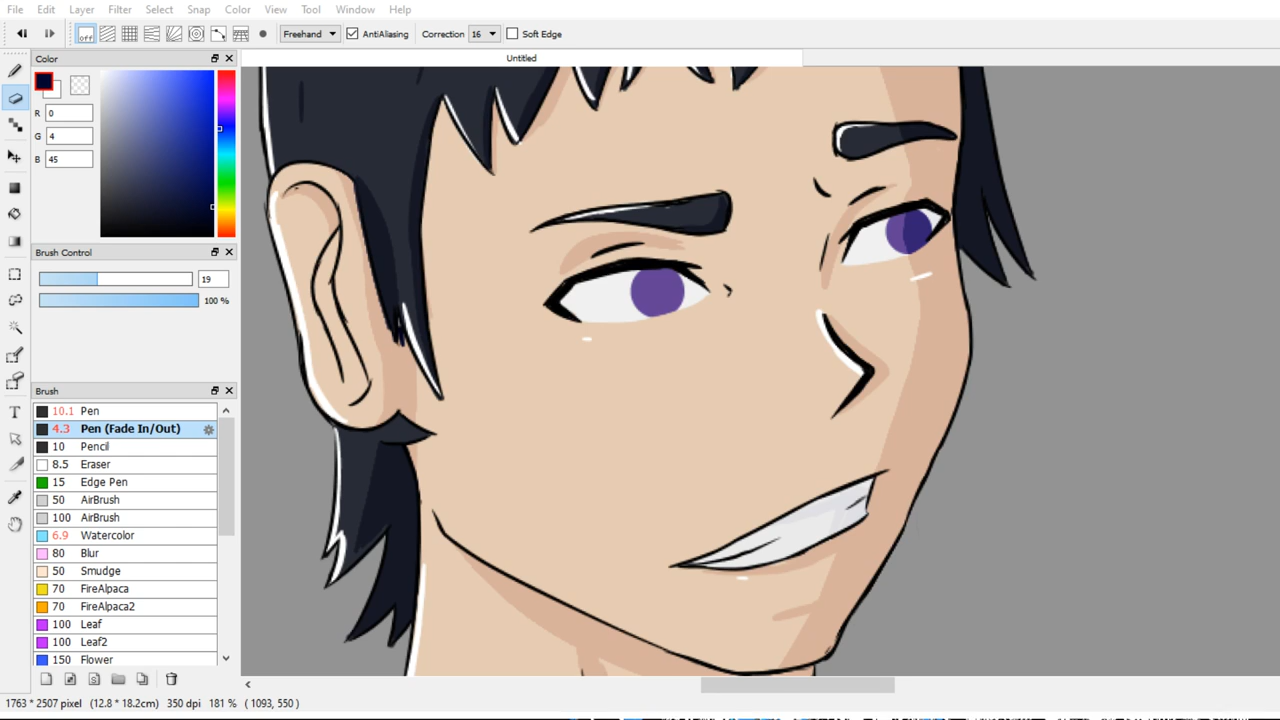 File Edit Layer Filter Select Snap Color View Tool Window Help
off Freehand AntiAliasing Correction 16 Soft Edge
Color
Untitled
R 0
G 4
B 45
Brush Control
19
100 %
Brush
10.1 Pen
4.3 Pen (Fade In/Out)
10 Pencil
8.5 Eraser
15 Edge Pen
50 AirBrush
100 AirBrush
6.9 Watercolor
80 Blur
50 Smudge
70 FireAlpaca
70 FireAlpaca2
100 Leaf
100 Leaf2
150 Flower
1763 * 2507 pixel (12.8 * 18.2cm) 350 dpi 181 % ( 1093, 550 )